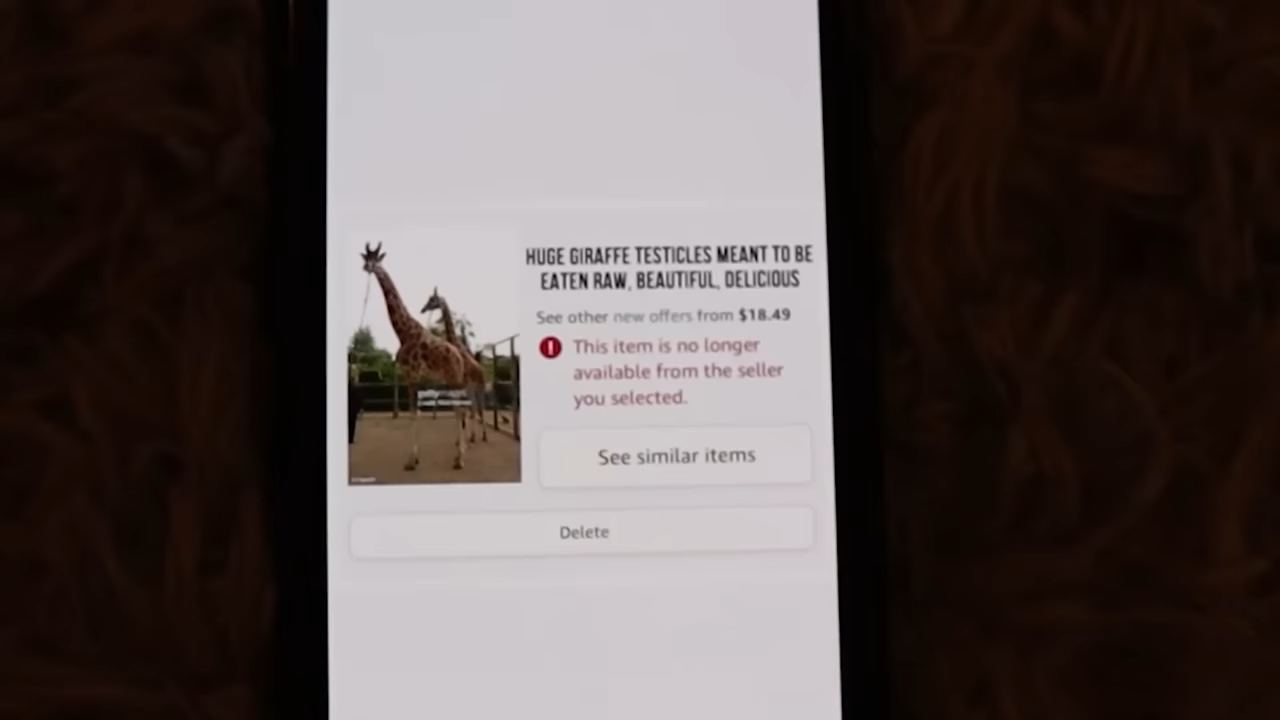 HUGE GIRAFFE TESTICLES MEANT TO BE
EATEN RAW, BEAUTIFUL, DELICIOUS
See other new offers from $18.49
This item is no longer
available from the seller
you selected.
See similar items
Delete